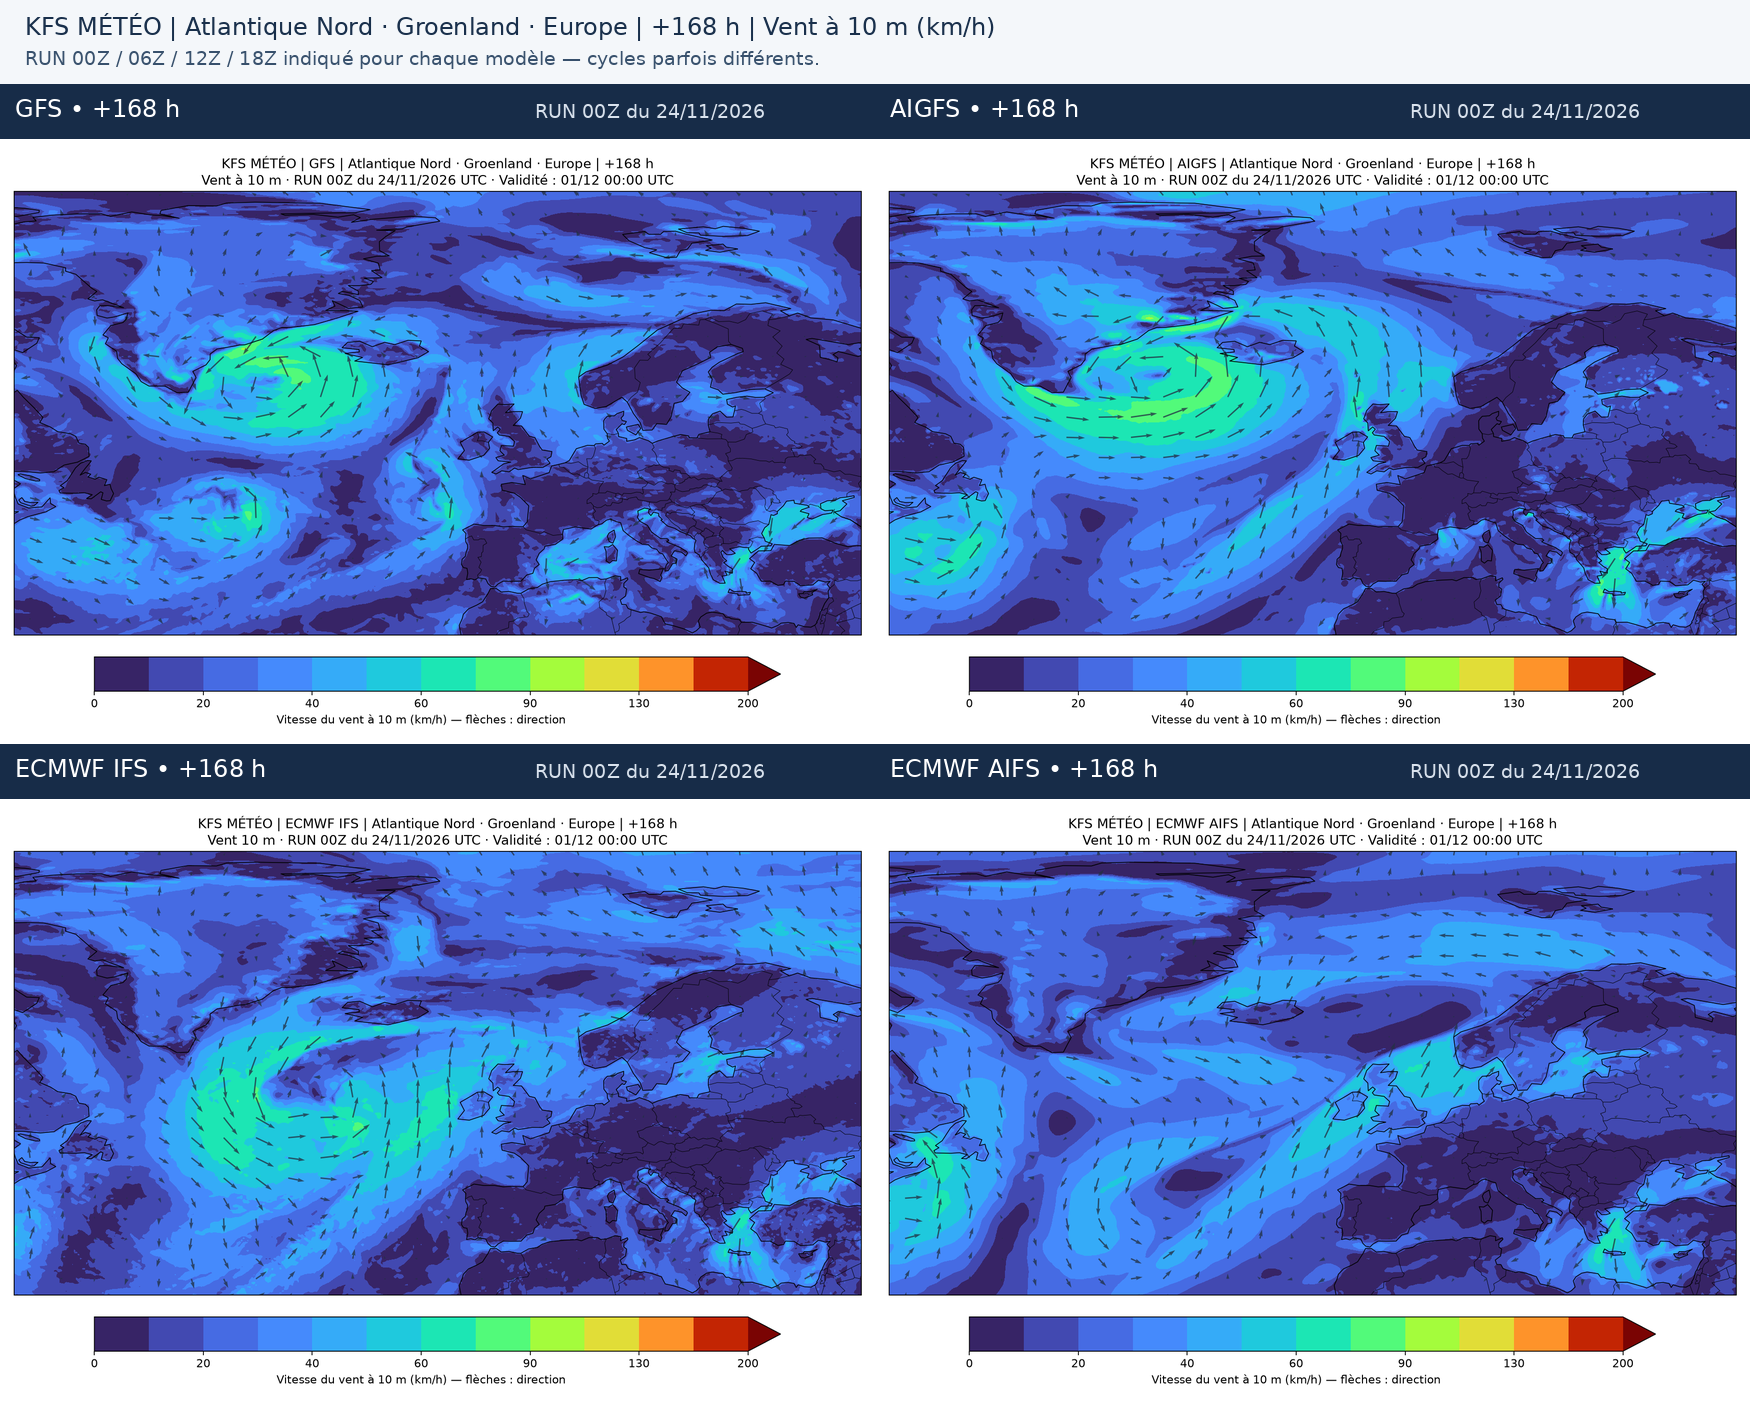 KFS MÉTÉO | Atlantique Nord · Groenland · Europe | +168 h | Vent à 10 m (km/h)
RUN 00Z / 06Z / 12Z / 18Z indiqué pour chaque modèle — cycles parfois différents.
GFS • +168 h
RUN 00Z du 24/11/2026
KFS MÉTÉO | GFS | Atlantique Nord · Groenland · Europe | +168 h
Vent à 10 m · RUN 00Z du 24/11/2026 UTC · Validité : 01/12 00:00 UTC
0 20 40 60 90 130 200
Vitesse du vent à 10 m (km/h) — flèches : direction
AIGFS • +168 h
RUN 00Z du 24/11/2026
KFS MÉTÉO | AIGFS | Atlantique Nord · Groenland · Europe | +168 h
Vent à 10 m · RUN 00Z du 24/11/2026 UTC · Validité : 01/12 00:00 UTC
0 20 40 60 90 130 200
Vitesse du vent à 10 m (km/h) — flèches : direction
ECMWF IFS • +168 h
RUN 00Z du 24/11/2026
KFS MÉTÉO | ECMWF IFS | Atlantique Nord · Groenland · Europe | +168 h
Vent 10 m · RUN 00Z du 24/11/2026 UTC · Validité : 01/12 00:00 UTC
0 20 40 60 90 130 200
Vitesse du vent à 10 m (km/h) — flèches : direction
ECMWF AIFS • +168 h
RUN 00Z du 24/11/2026
KFS MÉTÉO | ECMWF AIFS | Atlantique Nord · Groenland · Europe | +168 h
Vent 10 m · RUN 00Z du 24/11/2026 UTC · Validité : 01/12 00:00 UTC
0 20 40 60 90 130 200
Vitesse du vent à 10 m (km/h) — flèches : direction